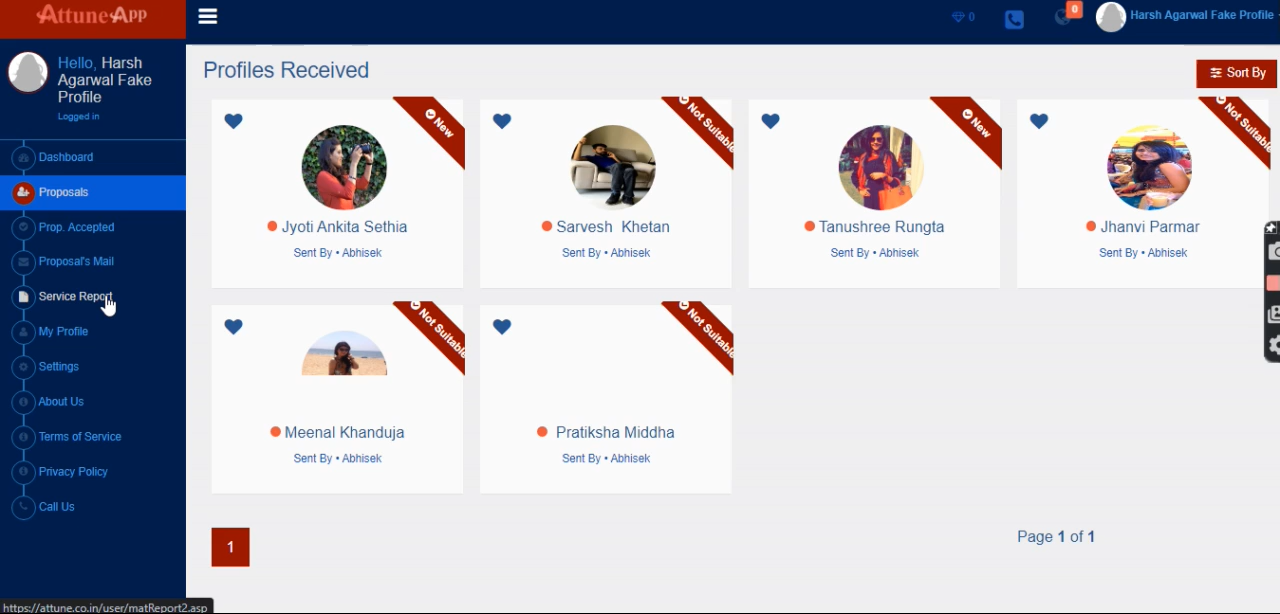 AttuneApp
0
0
Harsh Agarwal Fake Profile
Hello, Harsh
Agarwal Fake
Profile
Logged in
Dashboard
Proposals
Prop. Accepted
Proposal's Mail
Service Report
My Profile
Settings
About Us
Terms of Service
Privacy Policy
Call Us
Profiles Received
Sort By
New
Jyoti Ankita Sethia
Sent By • Abhisek
Not Suitable
Sarvesh Khetan
Sent By • Abhisek
New
Tanushree Rungta
Sent By • Abhisek
Not Suitable
Jhanvi Parmar
Sent By • Abhisek
Not Suitable
Meenal Khanduja
Sent By • Abhisek
Not Suitable
Pratiksha Middha
Sent By • Abhisek
1
Page 1 of 1
https://attune.co.in/user/matReport2.asp